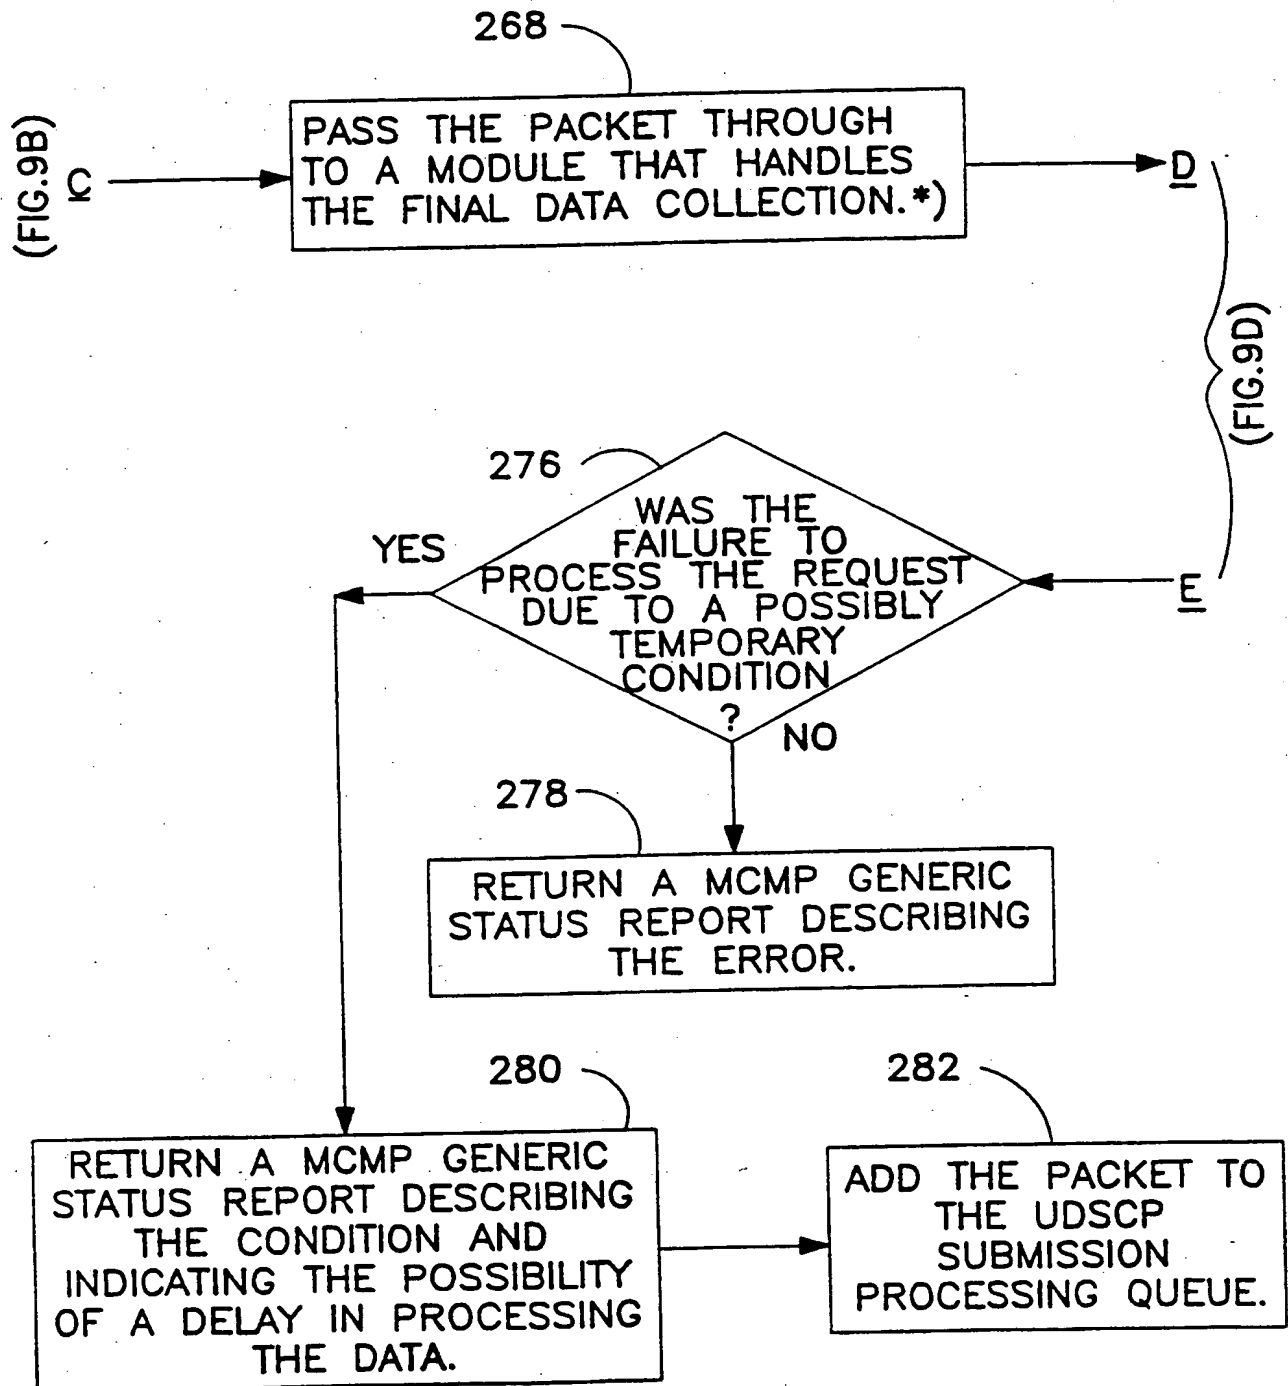 268
(FIG.9B)
C
PASS THE PACKET THROUGH
TO A MODULE THAT HANDLES
THE FINAL DATA COLLECTION.*)
D
(FIG.9D)
276
YES
WAS THE
FAILURE TO
PROCESS THE REQUEST
DUE TO A POSSIBLY
TEMPORARY
CONDITION
?
E
NO
278
RETURN A MCMP GENERIC
STATUS REPORT DESCRIBING
THE ERROR.
280
RETURN A MCMP GENERIC
STATUS REPORT DESCRIBING
THE CONDITION AND
INDICATING THE POSSIBILITY
OF A DELAY IN PROCESSING
THE DATA.
282
ADD THE PACKET TO
THE UDSCP
SUBMISSION
PROCESSING QUEUE.